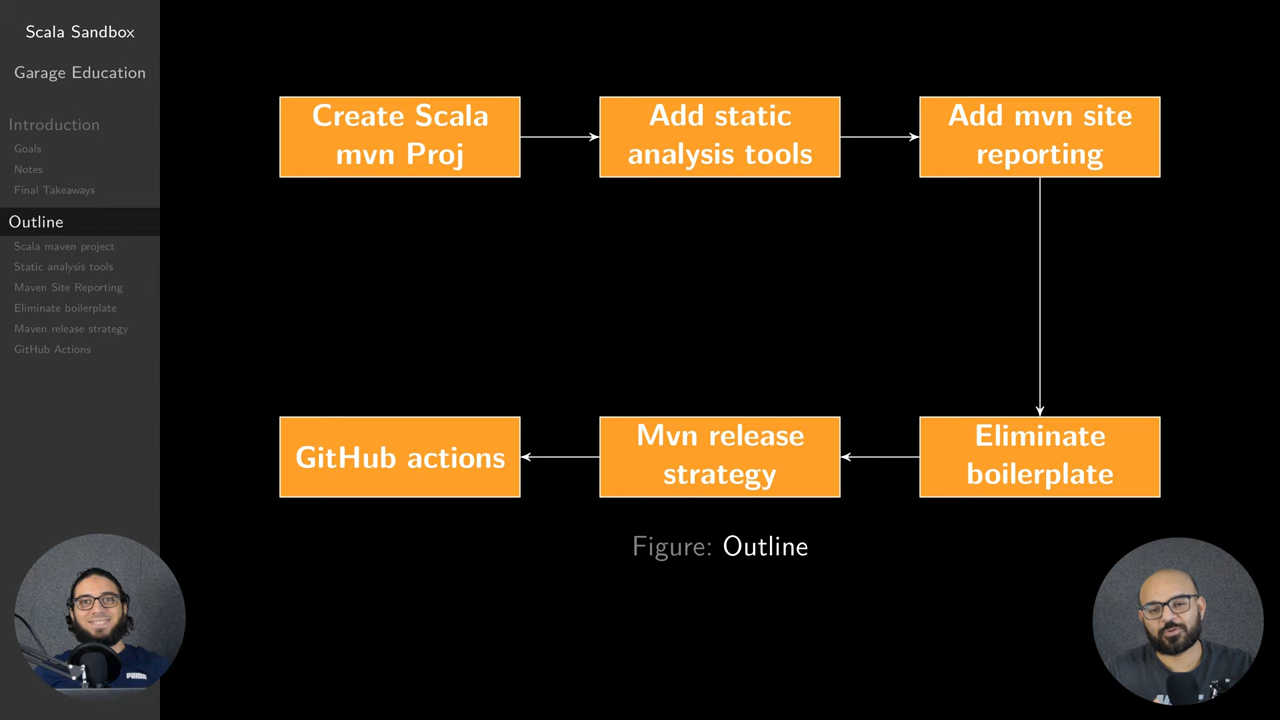 Scala Sandbox
Garage Education
Introduction
Goals
Notes
Final Takeaways
Outline
Scala maven project
Static analysis tools
Maven Site Reporting
Eliminate boilerplate
Maven release strategy
GitHub Actions
Create Scala
mvn Proj
Add static
analysis tools
Add mvn site
reporting
GitHub actions
Mvn release
strategy
Eliminate
boilerplate
Figure: Outline
PUMA